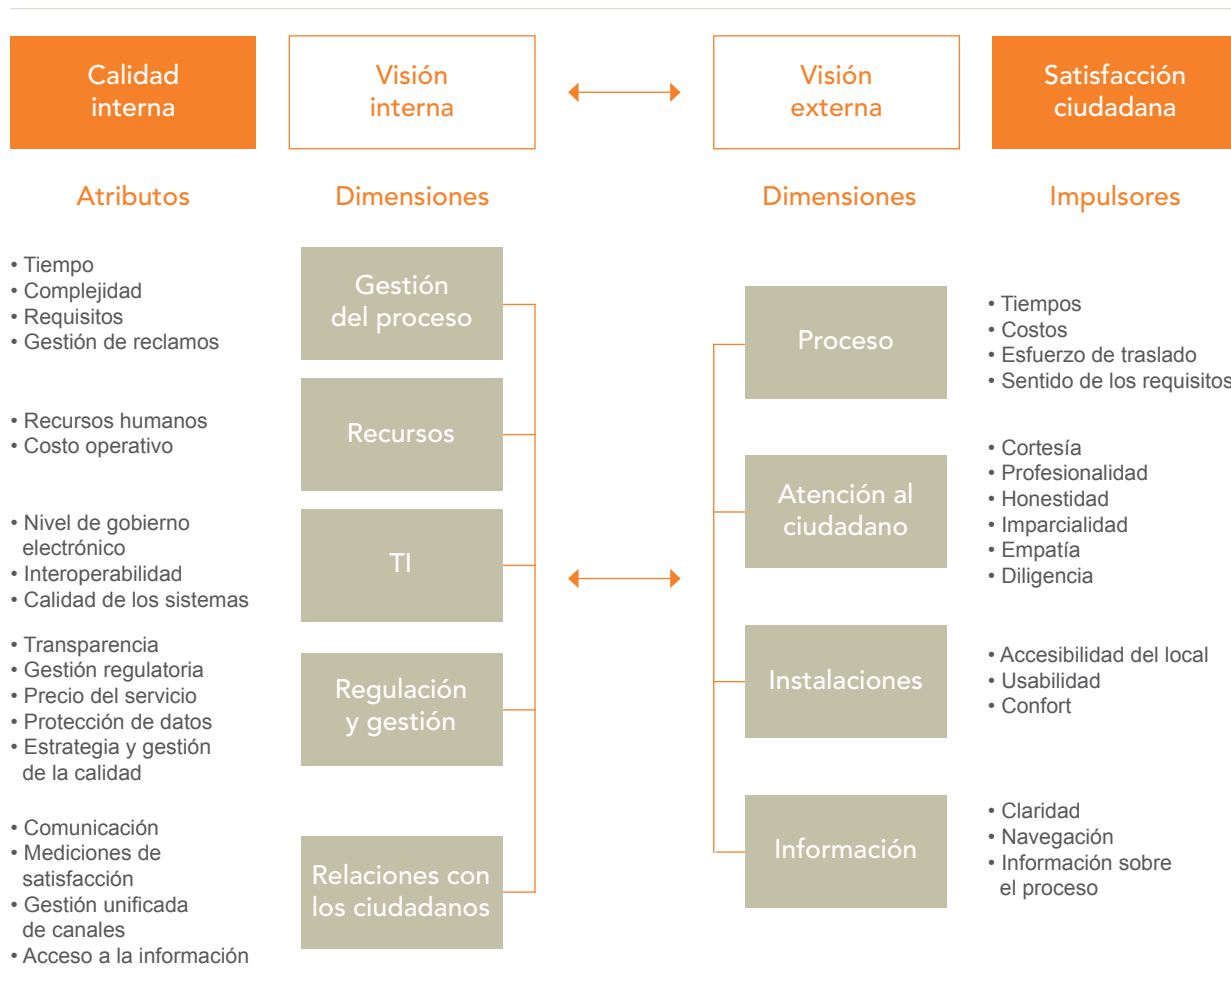 Calidad
interna
Visión
interna
Visión
externa
Satisfacción
ciudadana
Atributos
Dimensiones
Dimensiones
Impulsores
• Tiempo
• Complejidad
• Requisitos
• Gestión de reclamos
Gestión
del proceso
• Recursos humanos
• Costo operativo
Recursos
• Nivel de gobierno
electrónico
• Interoperabilidad
• Calidad de los sistemas
TI
• Transparencia
• Gestión regulatoria
• Precio del servicio
• Protección de datos
• Estrategia y gestión
de la calidad
Regulación
y gestión
• Comunicación
• Mediciones de
satisfacción
• Gestión unificada
de canales
• Acceso a la información
Relaciones con
los ciudadanos
Proceso
• Tiempos
• Costos
• Esfuerzo de traslado
• Sentido de los requisitos
Atención al
ciudadano
• Cortesía
• Profesionalidad
• Honestidad
• Imparcialidad
• Empatía
• Diligencia
Instalaciones
• Accesibilidad del local
• Usabilidad
• Confort
Información
• Claridad
• Navegación
• Información sobre
el proceso